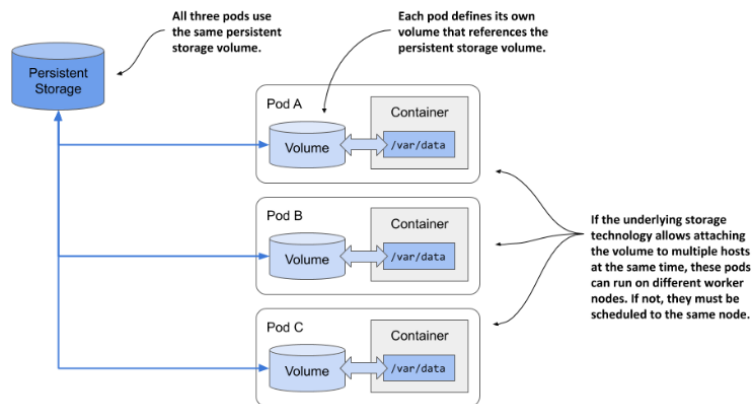 All three pods use
the same persistent
storage volume.
Each pod defines its own
volume that references the
persistent storage volume.
Persistent
Storage
Pod A
Container
Volume
/var/data
Pod B
Container
Volume
/var/data
Pod C
Container
Volume
/var/data
If the underlying storage
technology allows attaching
the volume to multiple hosts
at the same time, these pods
can run on different worker
nodes. If not, they must be
scheduled to the same node.